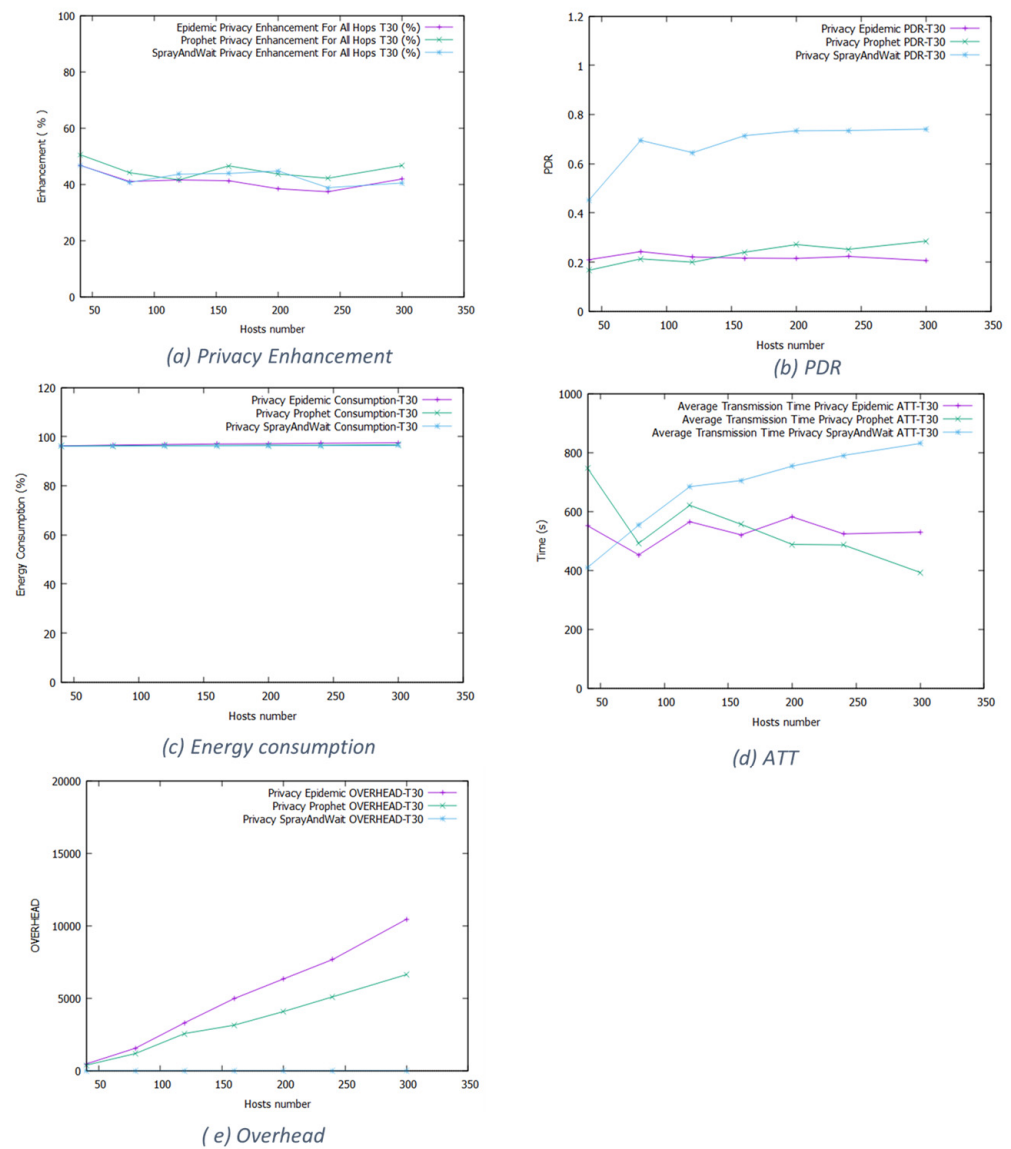 100
80
60
40
20
0
50 100 150 200 250 300 350
Enhancement ( % )
Hosts number
Epidemic Privacy Enhancement For All Hops T30 (%)
Prophet Privacy Enhancement For All Hops T30 (%)
SprayAndWait Privacy Enhancement For All Hops T30 (%)
(a) Privacy Enhancement
1.2
1
0.8
0.6
0.4
0.2
0
50 100 150 200 250 300 350
PDR
Hosts number
Privacy Epidemic PDR-T30
Privacy Prophet PDR-T30
Privacy SprayAndWait PDR-T30
(b) PDR
120
100
80
60
40
20
0
50 100 150 200 250 300 350
Energy Consumption (%)
Hosts number
Privacy Epidemic Consumption-T30
Privacy Prophet Consumption-T30
Privacy SprayAndWait Consumption-T30
(c) Energy consumption
1000
800
600
400
200
0
50 100 150 200 250 300 350
Time (s)
Hosts number
Average Transmission Time Privacy Epidemic ATT-T30
Average Transmission Time Privacy Prophet ATT-T30
Average Transmission Time Privacy SprayAndWait ATT-T30
(d) ATT
20000
15000
10000
5000
0
50 100 150 200 250 300 350
OVERHEAD
Hosts number
Privacy Epidemic OVERHEAD-T30
Privacy Prophet OVERHEAD-T30
Privacy SprayAndWait OVERHEAD-T30
( e) Overhead